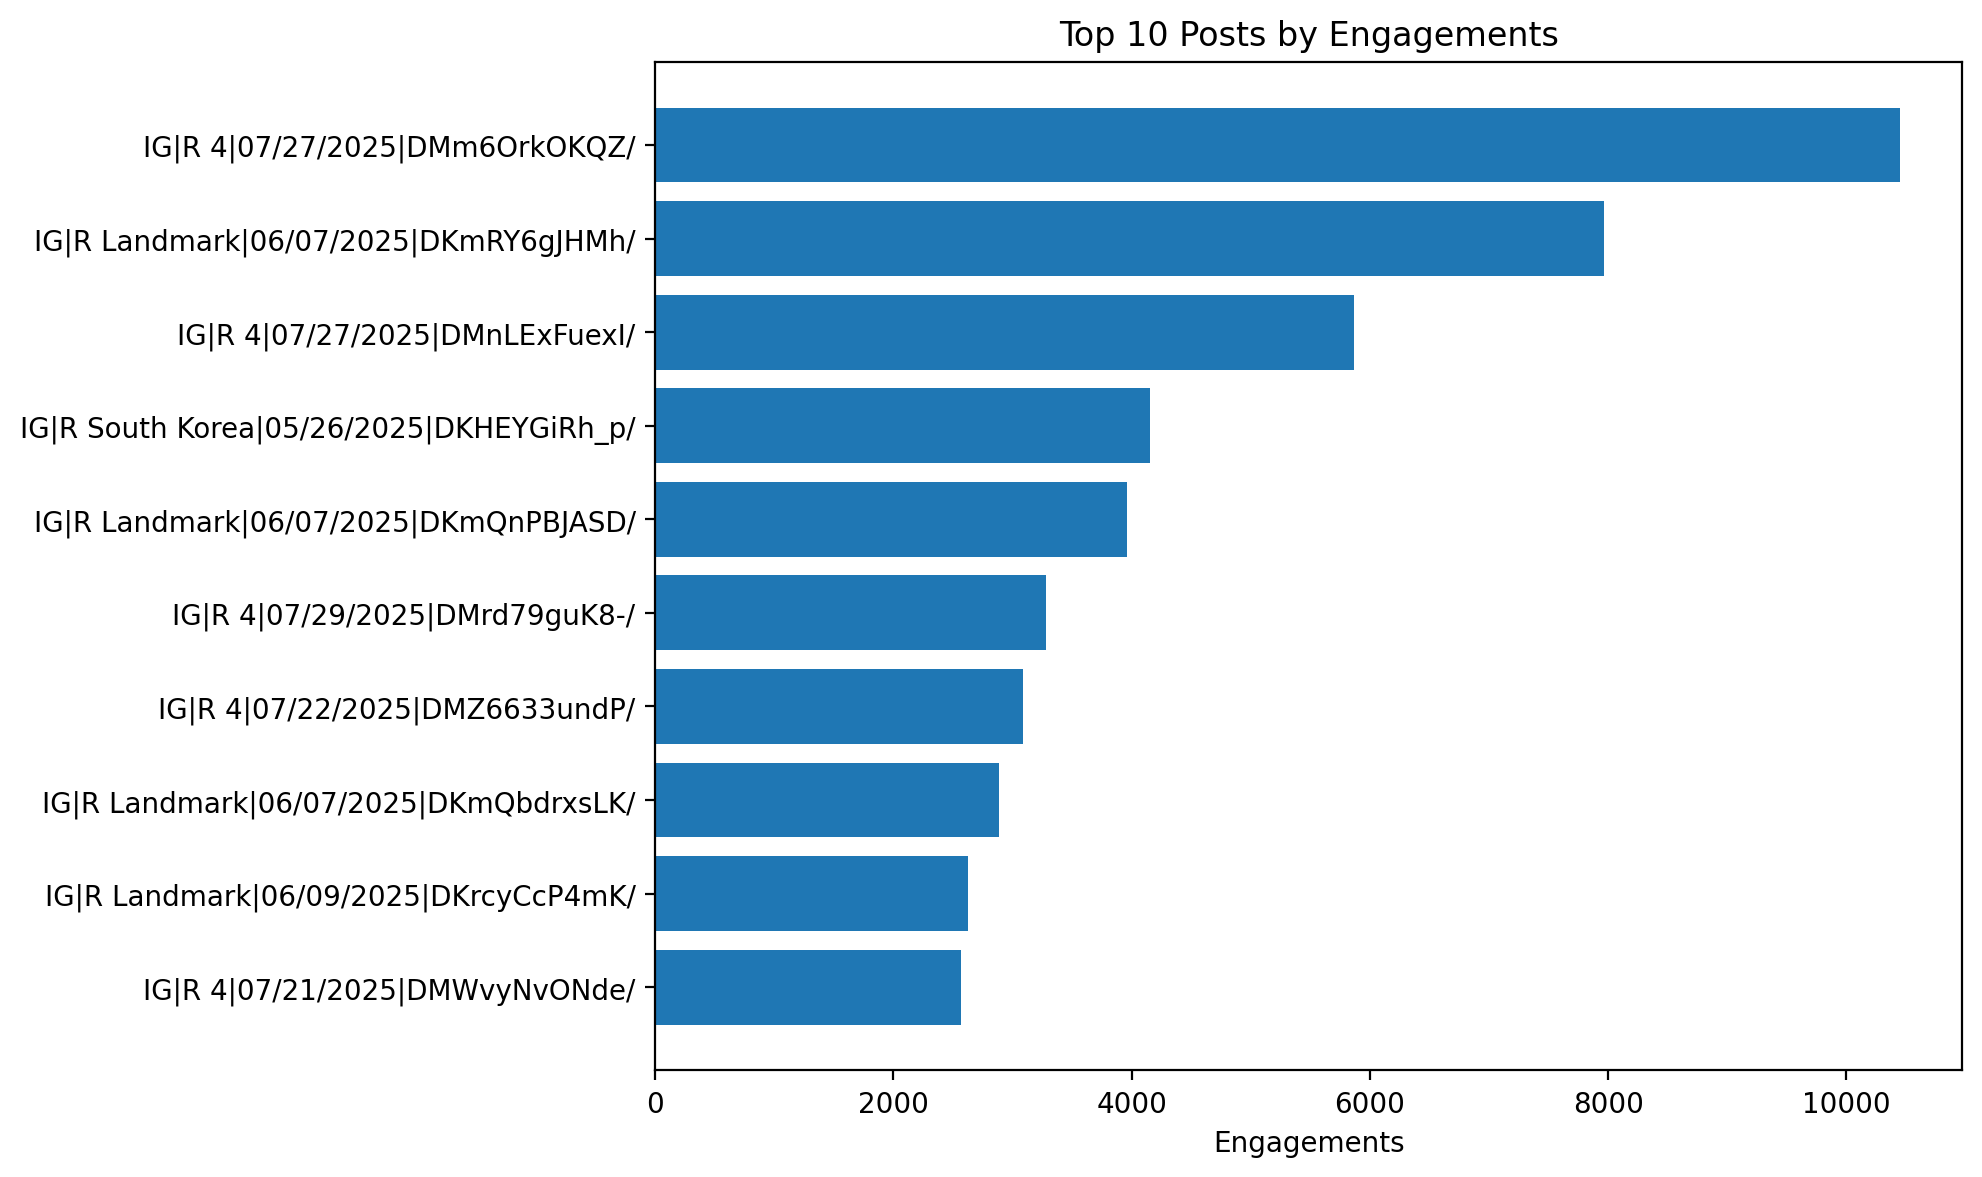 Top 10 Posts by Engagements
IG|R 4|07/27/2025|DMm6OrkOKQZ/
IG|R Landmark|06/07/2025|DKmRY6gJHMh/
IG|R 4|07/27/2025|DMnLExFuexI/
IG|R South Korea|05/26/2025|DKHEYGiRh_p/
IG|R Landmark|06/07/2025|DKmQnPBJASD/
IG|R 4|07/29/2025|DMrd79guK8-/
IG|R 4|07/22/2025|DMZ6633undP/
IG|R Landmark|06/07/2025|DKmQbdrxsLK/
IG|R Landmark|06/09/2025|DKrcyCcP4mK/
IG|R 4|07/21/2025|DMWvyNvONde/
0 2000 4000 6000 8000 10000
Engagements